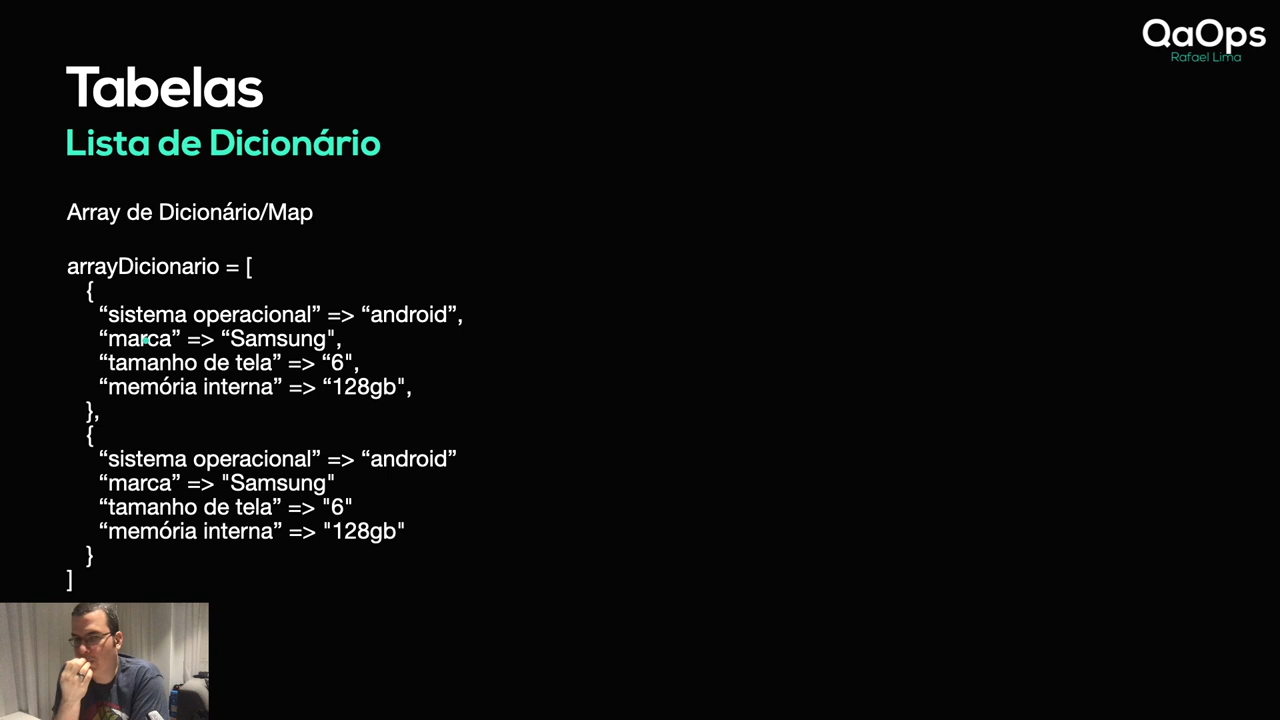 QaOps
Rafael Lima
Tabelas
Lista de Dicionário
Array de Dicionário/Map
arrayDicionario = [
{
“sistema operacional” => “android”,
“marca” => “Samsung",
“tamanho de tela” => “6",
“memória interna” => “128gb",
},
{
“sistema operacional” => “android”
“marca” => "Samsung"
“tamanho de tela” => "6"
“memória interna” => "128gb"
}
]